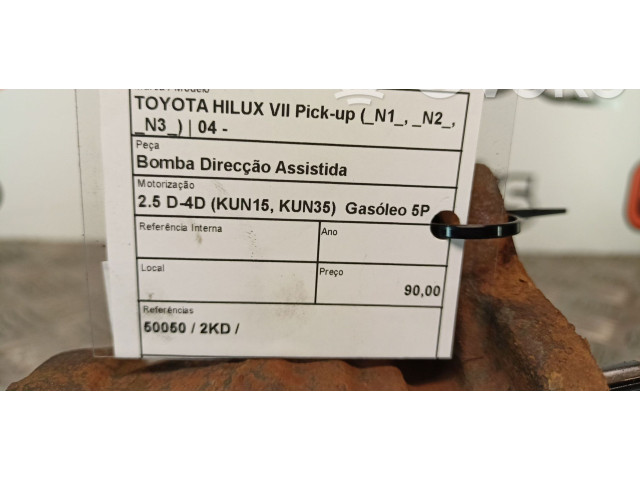 TOYOTA HILUX VII Pick-up (_N1_, _N2_,
_N3_) | 04 -
Peça
Bomba Direcção Assistida
Motorização
2.5 D-4D (KUN15, KUN35) Gasóleo 5P
Referência Interna
Ano
Local
Preço
90,00
Referências
50050 / 2KD /